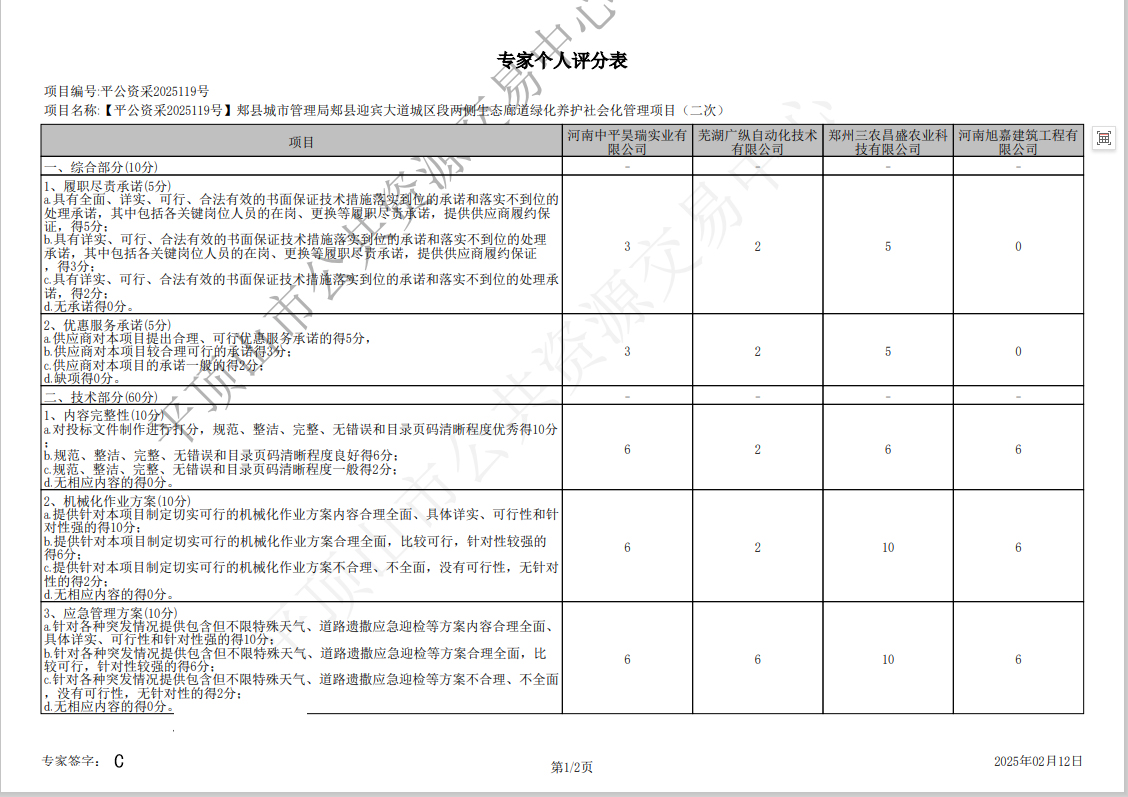 专家个人评分表
项目编号:平公资采2025119号
项目名称:【平公资采2025119号】郏县城市管理局郏县迎宾大道城区段两侧生态廊道绿化养护社会化管理项目（二次）
项目 河南中平昊瑞实业有限公司 芜湖广纵自动化技术有限公司 郑州三农昌盛农业科技有限公司 河南旭嘉建筑工程有限公司
一、综合部分(10分) - - - -
1、履职尽责承诺(5分)
a.具有全面、详实、可行、合法有效的书面保证技术措施落实到位的承诺和落实不到位的
处理承诺，其中包括各关键岗位人员的在岗、更换等履职尽责承诺，提供供应商履约保
证，得5分；
b.具有详实、可行、合法有效的书面保证技术措施落实到位的承诺和落实不到位的处理
承诺，其中包括各关键岗位人员的在岗、更换等履职尽责承诺，提供供应商履约保证
，得3分；
c.具有详实、可行、合法有效的书面保证技术措施落实到位的承诺和落实不到位的处理承
诺，得2分；
d.无承诺得0分。
3 2 5 0
2、优惠服务承诺(5分)
a.供应商对本项目提出合理、可行优惠服务承诺的得5分，
b.供应商对本项目较合理可行的承诺得3分；
c.供应商对本项目的承诺一般的得2分；
d.缺项得0分。
3 2 5 0
二、技术部分(60分) - - - -
1、内容完整性(10分)
a.对投标文件制作进行打分，规范、整洁、完整、无错误和目录页码清晰程度优秀得10分
；
b.规范、整洁、完整、无错误和目录页码清晰程度良好得6分；
c.规范、整洁、完整、无错误和目录页码清晰程度一般得2分；
d.无相应内容的得0分。
6 2 6 6
2、机械化作业方案(10分)
a.提供针对本项目制定切实可行的机械化作业方案内容合理全面、具体详实、可行性和针
对性强的得10分；
b.提供针对本项目制定切实可行的机械化作业方案合理全面，比较可行，针对性较强的
得6分；
c.提供针对本项目制定切实可行的机械化作业方案不合理、不全面，没有可行性，无针对
性的得2分；
d.无相应内容的得0分。
6 2 10 6
3、应急管理方案(10分)
a.针对各种突发情况提供包含但不限特殊天气、道路遗撒应急迎检等方案内容合理全面、
具体详实、可行性和针对性强的得10分；
b.针对各种突发情况提供包含但不限特殊天气、道路遗撒应急迎检等方案合理全面，比
较可行，针对性较强的得6分；
c.针对各种突发情况提供包含但不限特殊天气、道路遗撒应急迎检等方案不合理、不全面
，没有可行性，无针对性的得2分；
d.无相应内容的得0分。
6 6 10 6
专家签字： C
第1/2页
2025年02月12日
平顶山市公共资源交易中心
平顶山市公共资源交易中心